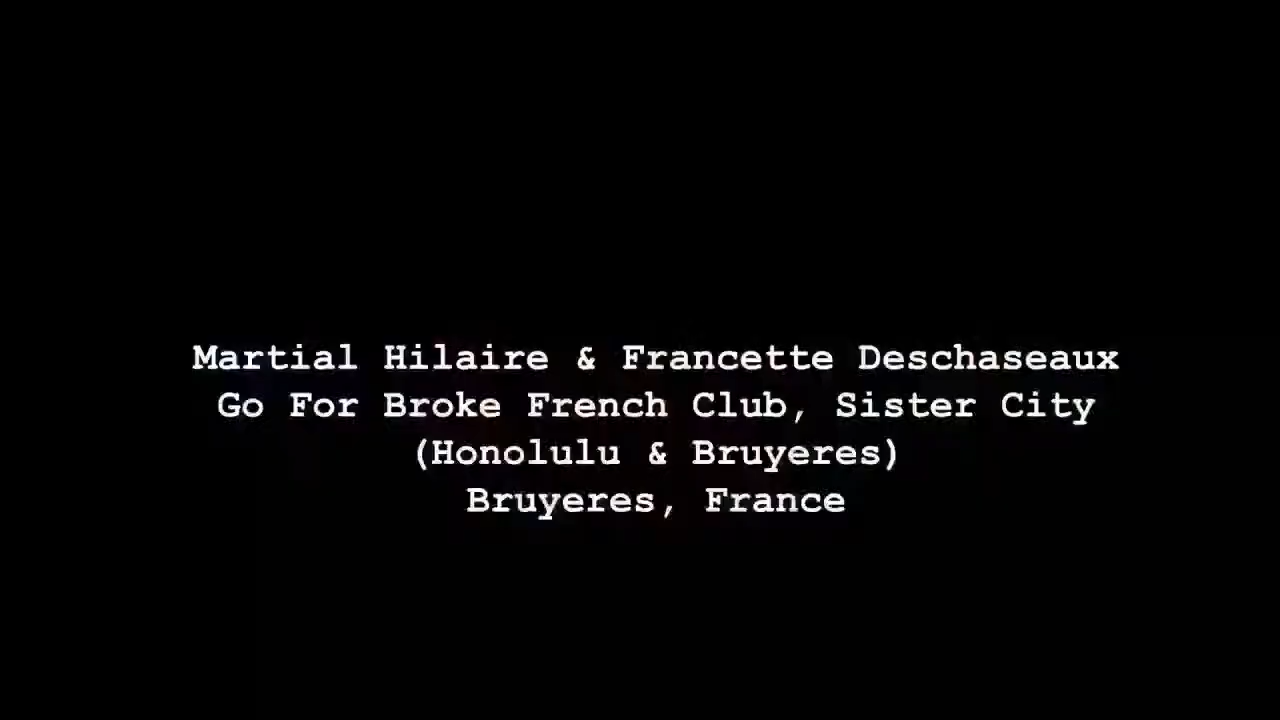 Martial Hilaire & Francette Deschaseaux
Go For Broke French Club, Sister City
(Honolulu & Bruyeres)
Bruyeres, France